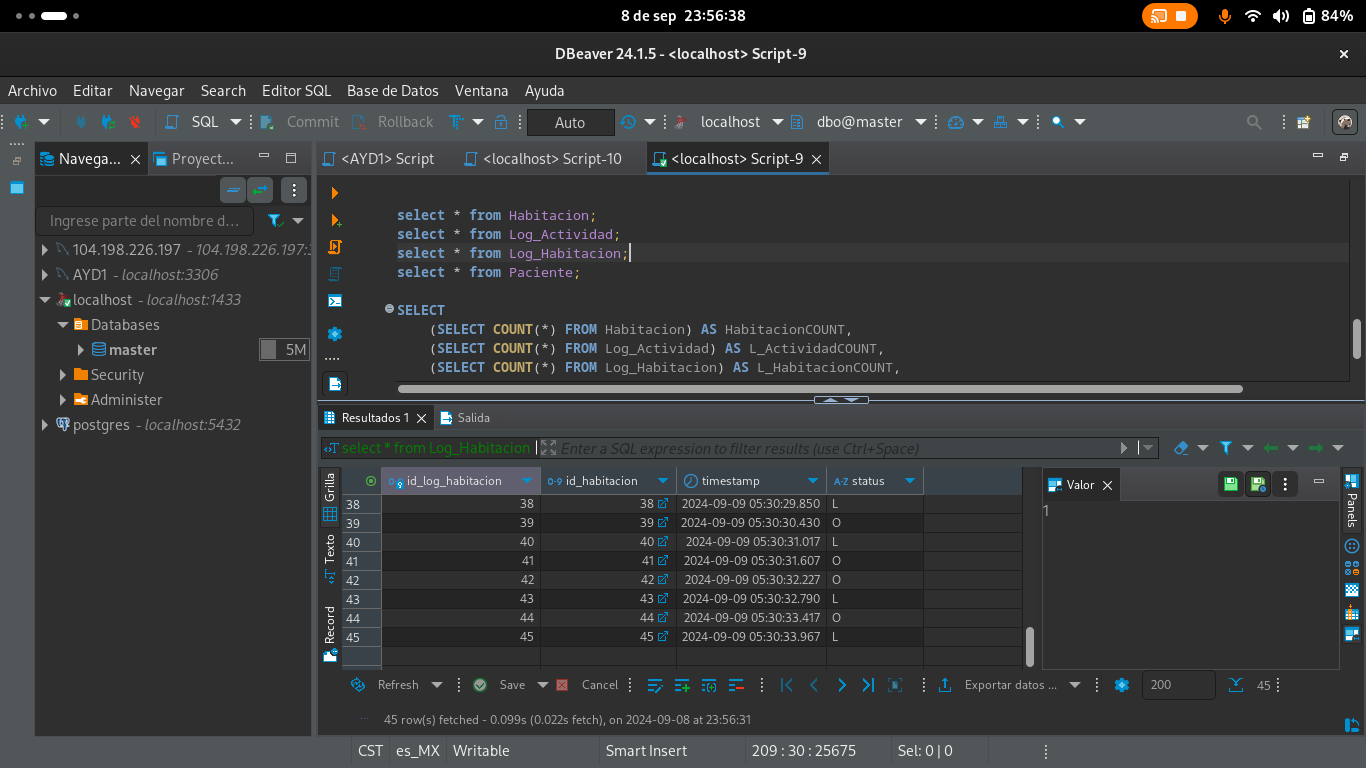 8 de sep 23:56:38
84%
DBeaver 24.1.5 - <localhost> Script-9
Archivo Editar Navegar Search Editor SQL Base de Datos Ventana Ayuda
SQL Commit Rollback Auto localhost dbo@master
Navega... Proyect...
Ingrese parte del nombre d...
104.198.226.197 - 104.198.226.197:3
AYD1 - localhost:3306
localhost - localhost:1433
Databases
master 5M
Security
Administer
postgres - localhost:5432
<AYD1> Script <localhost> Script-10 <localhost> Script-9
select * from Habitacion;
select * from Log_Actividad;
select * from Log_Habitacion;
select * from Paciente;
SELECT
(SELECT COUNT(*) FROM Habitacion) AS HabitacionCOUNT,
(SELECT COUNT(*) FROM Log_Actividad) AS L_ActividadCOUNT,
(SELECT COUNT(*) FROM Log_Habitacion) AS L_HabitacionCOUNT,
Resultados 1 Salida
select * from Log_Habitacion Enter a SQL expression to filter results (use Ctrl+Space)
Grilla
Texto
Record
id_log_habitacion id_habitacion timestamp status
38 38 38 2024-09-09 05:30:29.850 L
39 39 39 2024-09-09 05:30:30.430 O
40 40 40 2024-09-09 05:30:31.017 L
41 41 41 2024-09-09 05:30:31.607 O
42 42 42 2024-09-09 05:30:32.227 O
43 43 43 2024-09-09 05:30:32.790 L
44 44 44 2024-09-09 05:30:33.417 O
45 45 45 2024-09-09 05:30:33.967 L
Valor
1
Panels
Refresh Save Cancel Exportar datos ... 200 45
45 row(s) fetched - 0.099s (0.022s fetch), on 2024-09-08 at 23:56:31
CST es_MX Writable Smart Insert 209 : 30 : 25675 Sel: 0 | 0